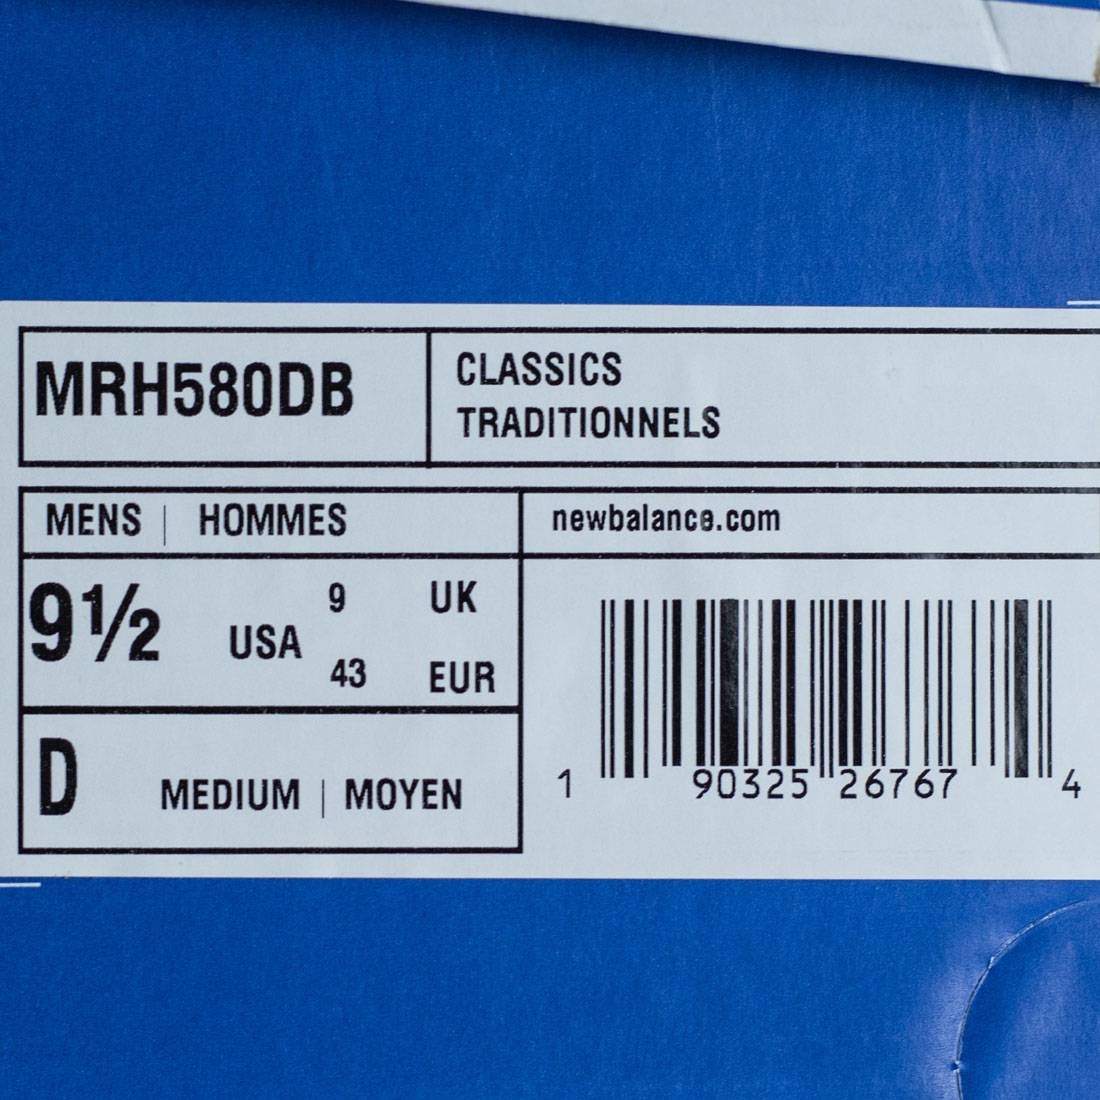 MRH580DB
CLASSICS
TRADITIONNELS
MENS | HOMMES
newbalance.com
9½ USA
9 UK
43 EUR
D MEDIUM | MOYEN
1 90325 26767 4